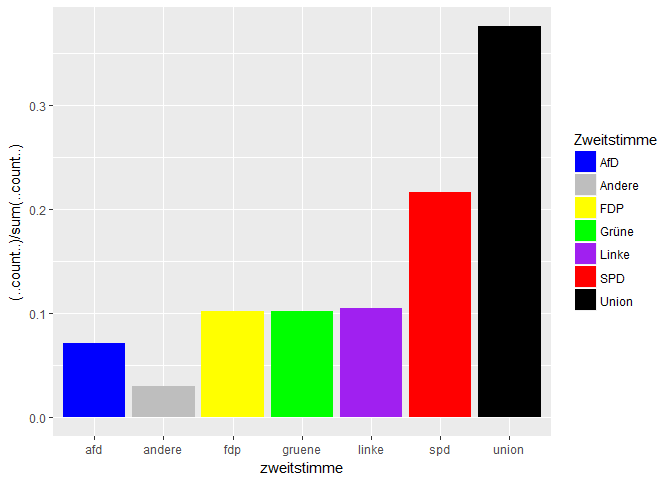 (..count..)/sum(..count..)
0.3
0.2
0.1
0.0
afd andere fdp gruene linke spd union
zweitstimme
Zweitstimme
AfD
Andere
FDP
Grüne
Linke
SPD
Union